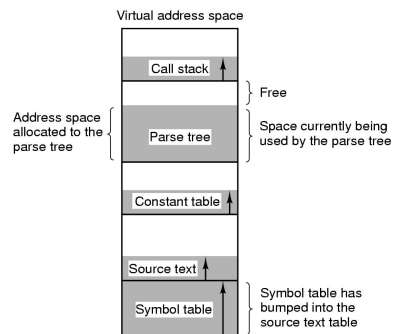 Virtual address space
Call stack
Free
Address space
allocated to the
parse tree
Parse tree
Space currently being
used by the parse tree
Constant table
Source text
Symbol table
Symbol table has
bumped into the
source text table